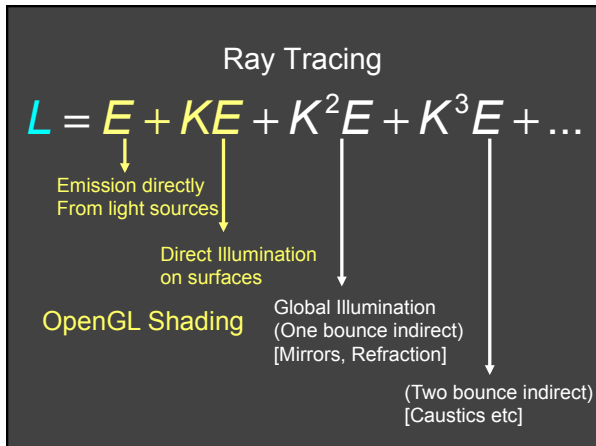 Ray Tracing
L = E + KE + K²E + K³E + ...
Emission directly
From light sources
Direct Illumination
on surfaces
OpenGL Shading
Global Illumination
(One bounce indirect)
[Mirrors, Refraction]
(Two bounce indirect)
[Caustics etc]